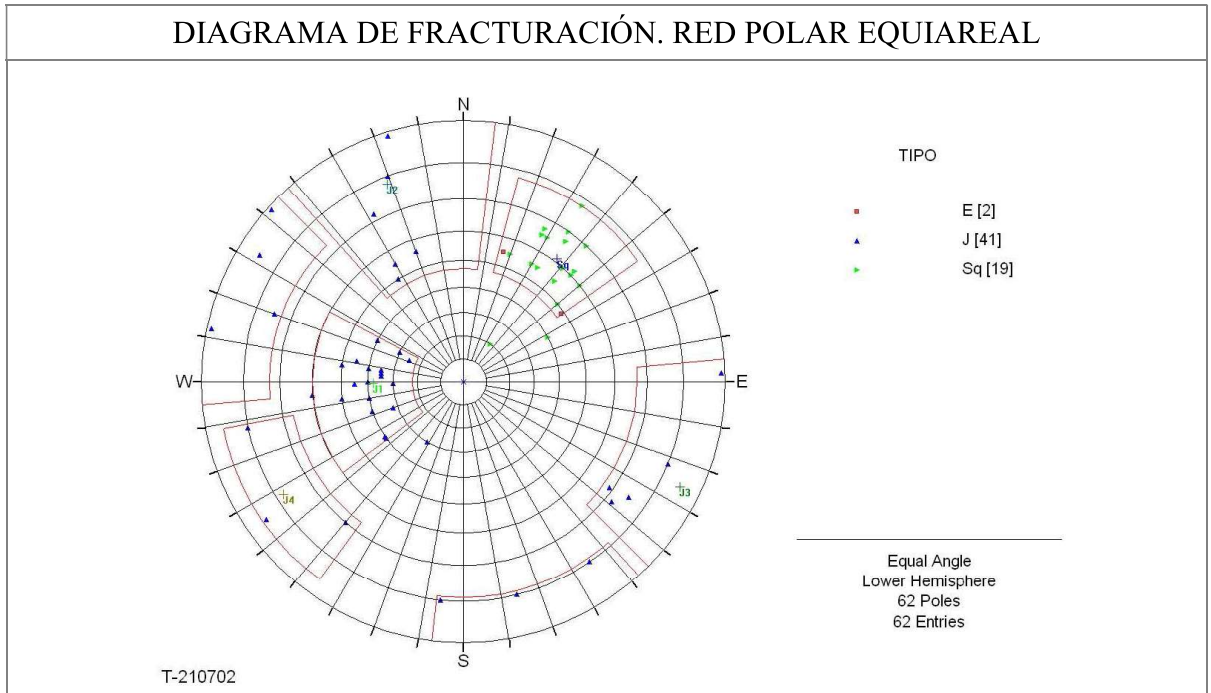 DIAGRAMA DE FRACTURACIÓN. RED POLAR EQUIAREAL
N
TIPO
J2
E [2]
J [41]
Sq
Sq [19]
W
J1
E
J3
J4
Equal Angle
Lower Hemisphere
62 Poles
62 Entries
S
T-210702